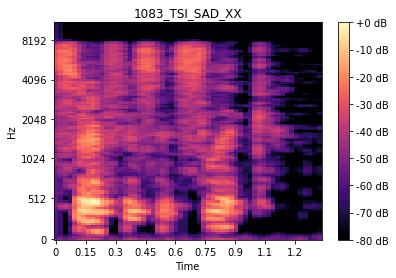 1083_TSI_SAD_XX
Hz
8192
4096
2048
1024
512
0
0 0.15 0.3 0.45 0.6 0.75 0.9 1.1 1.2
Time
+0 dB
-10 dB
-20 dB
-30 dB
-40 dB
-50 dB
-60 dB
-70 dB
-80 dB